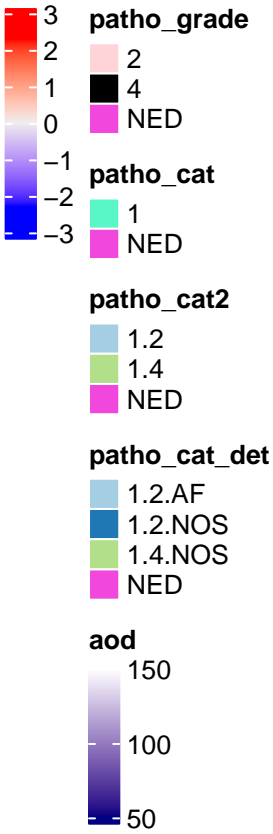 3
2
1
0
−1
−2
−3
patho_grade
2
4
NED
patho_cat
1
NED
patho_cat2
1.2
1.4
NED
patho_cat_det
1.2.AF
1.2.NOS
1.4.NOS
NED
aod
150
100
50